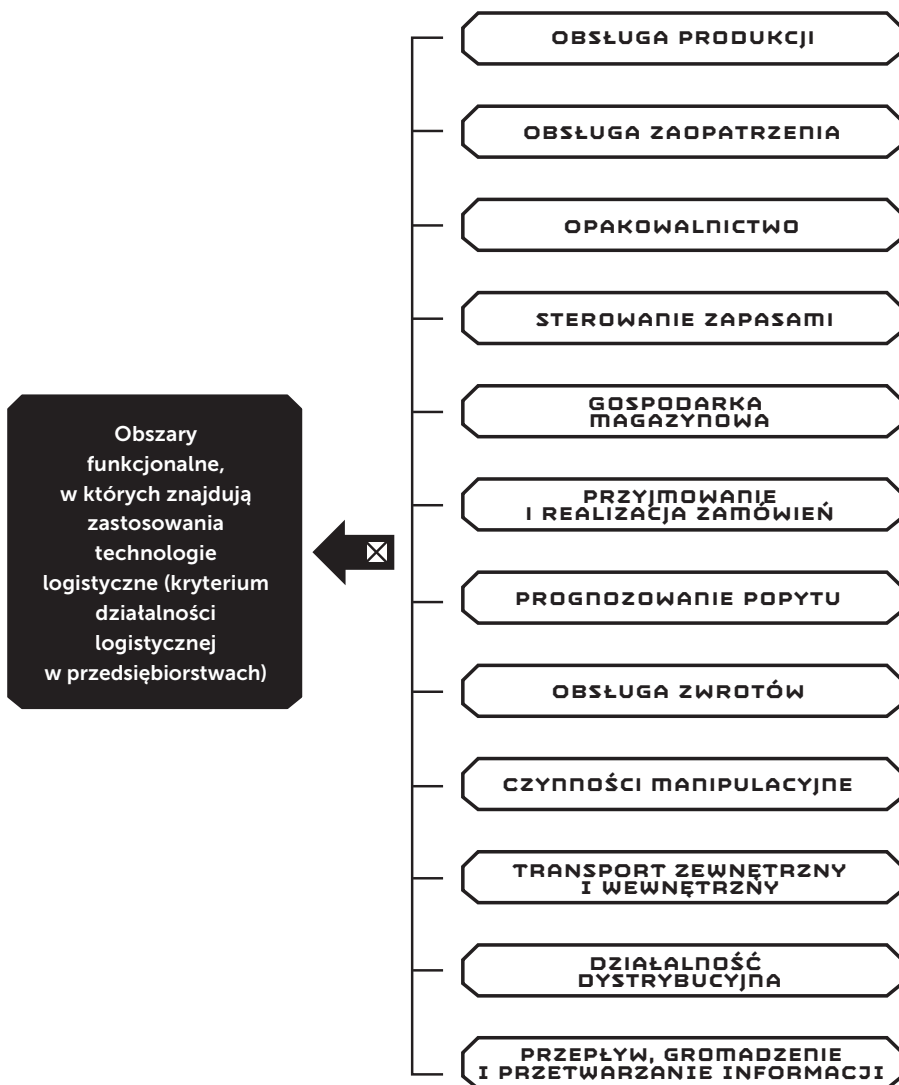 OBSŁUGA PRODUKCJI
OBSŁUGA ZAOPATRZENIA
OPAKOWALNICTWO
STEROWANIE ZAPASAMI
GOSPODARKA
MAGAZYNOWA
PRZYJMOWANIE
I REALIZACJA ZAMÓWIEŃ
PROGNOZOWANIE POPYTU
OBSŁUGA ZWROTÓW
CZYNNOŚCI MANIPULACYJNE
TRANSPORT ZEWNĘTRZNY
I WEWNĘTRZNY
DZIAŁALNOŚĆ
DYSTRYBUCYJNA
PRZEPŁYW, GROMADZENIE
I PRZETWARZANIE INFORMACJI
Obszary
funkcjonalne,
w których znajdują
zastosowania
technologie
logistyczne (kryterium
działalności
logistycznej
w przedsiębiorstwach)